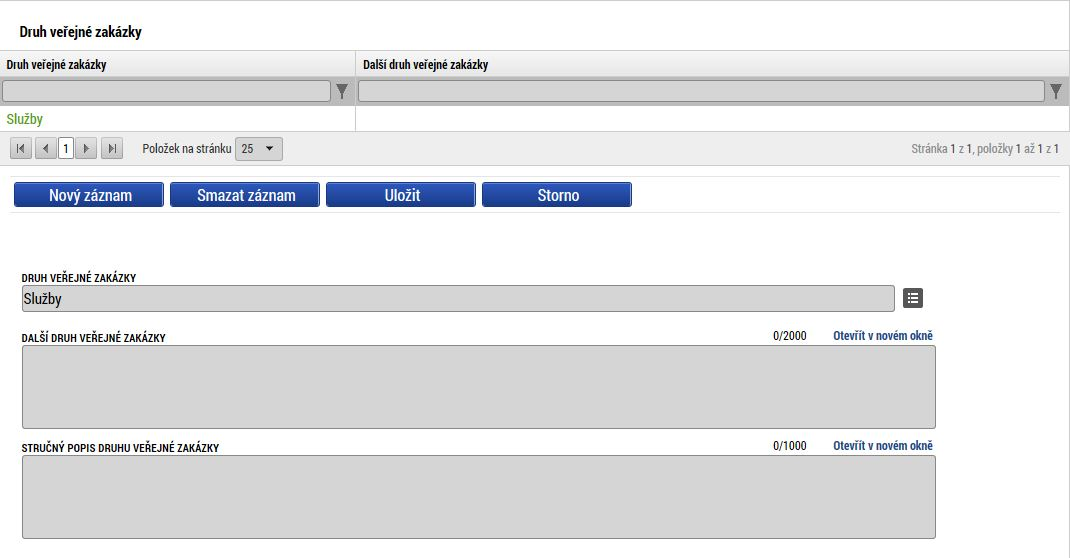 Druh veřejné zakázky
Druh veřejné zakázky Další druh veřejné zakázky
Služby
1 Položek na stránku 25 Stránka 1 z 1, položky 1 až 1 z 1
Nový záznam Smazat záznam Uložit Storno
DRUH VEŘEJNÉ ZAKÁZKY
Služby
DALŠÍ DRUH VEŘEJNÉ ZAKÁZKY 0/2000 Otevřít v novém okně
STRUČNÝ POPIS DRUHU VEŘEJNÉ ZAKÁZKY 0/1000 Otevřít v novém okně